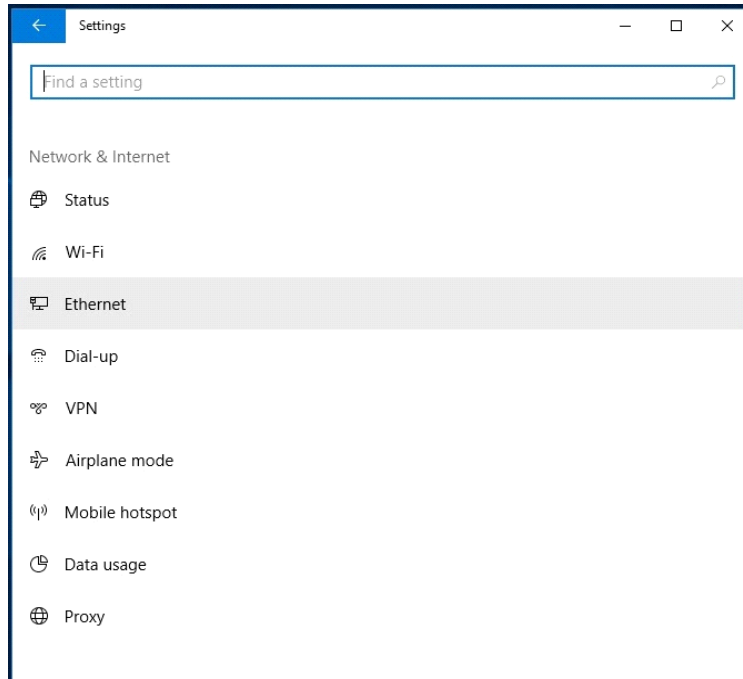 Settings
Find a setting
Network & Internet
Status
Wi-Fi
Ethernet
Dial-up
VPN
Airplane mode
Mobile hotspot
Data usage
Proxy